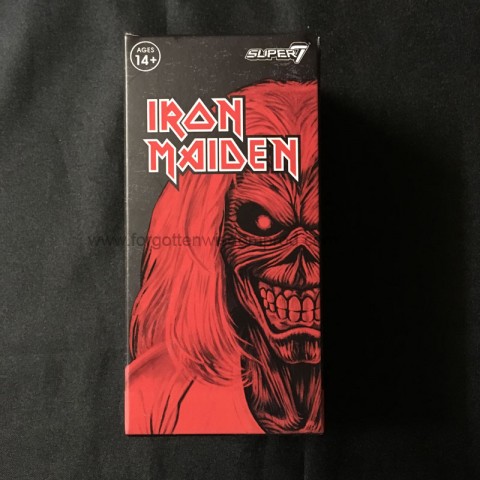 AGES
14+
SUPER7
IRON
MAIDEN